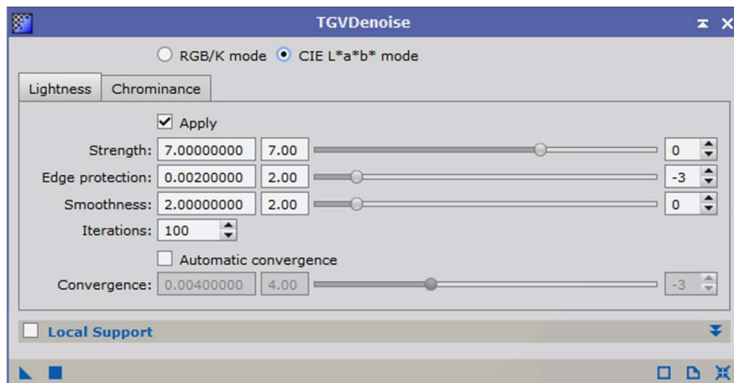 TGVDenoise
RGB/K mode CIE L*a*b* mode
Lightness Chrominance
Apply
Strength: 7.00000000 7.00 0
Edge protection: 0.00200000 2.00 -3
Smoothness: 2.00000000 2.00 0
Iterations: 100
Automatic convergence
Convergence: 0.00400000 4.00 -3
Local Support